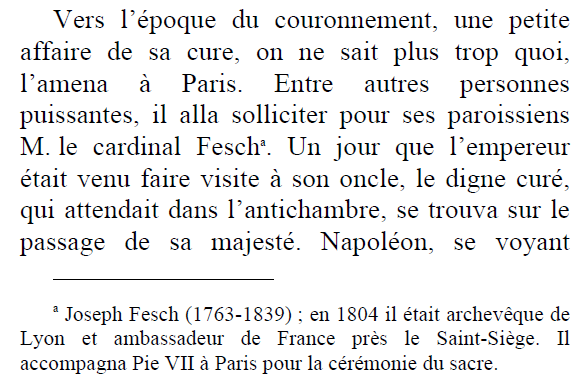 Vers l’époque du couronnement, une petite
affaire de sa cure, on ne sait plus trop quoi,
l’amena à Paris. Entre autres personnes
puissantes, il alla solliciter pour ses paroissiens
M. le cardinal Feschᵃ. Un jour que l’empereur
était venu faire visite à son oncle, le digne curé,
qui attendait dans l’antichambre, se trouva sur le
passage de sa majesté. Napoléon, se voyant
ᵃ Joseph Fesch (1763-1839) ; en 1804 il était archevêque de
Lyon et ambassadeur de France près le Saint-Siège. Il
accompagna Pie VII à Paris pour la cérémonie du sacre.